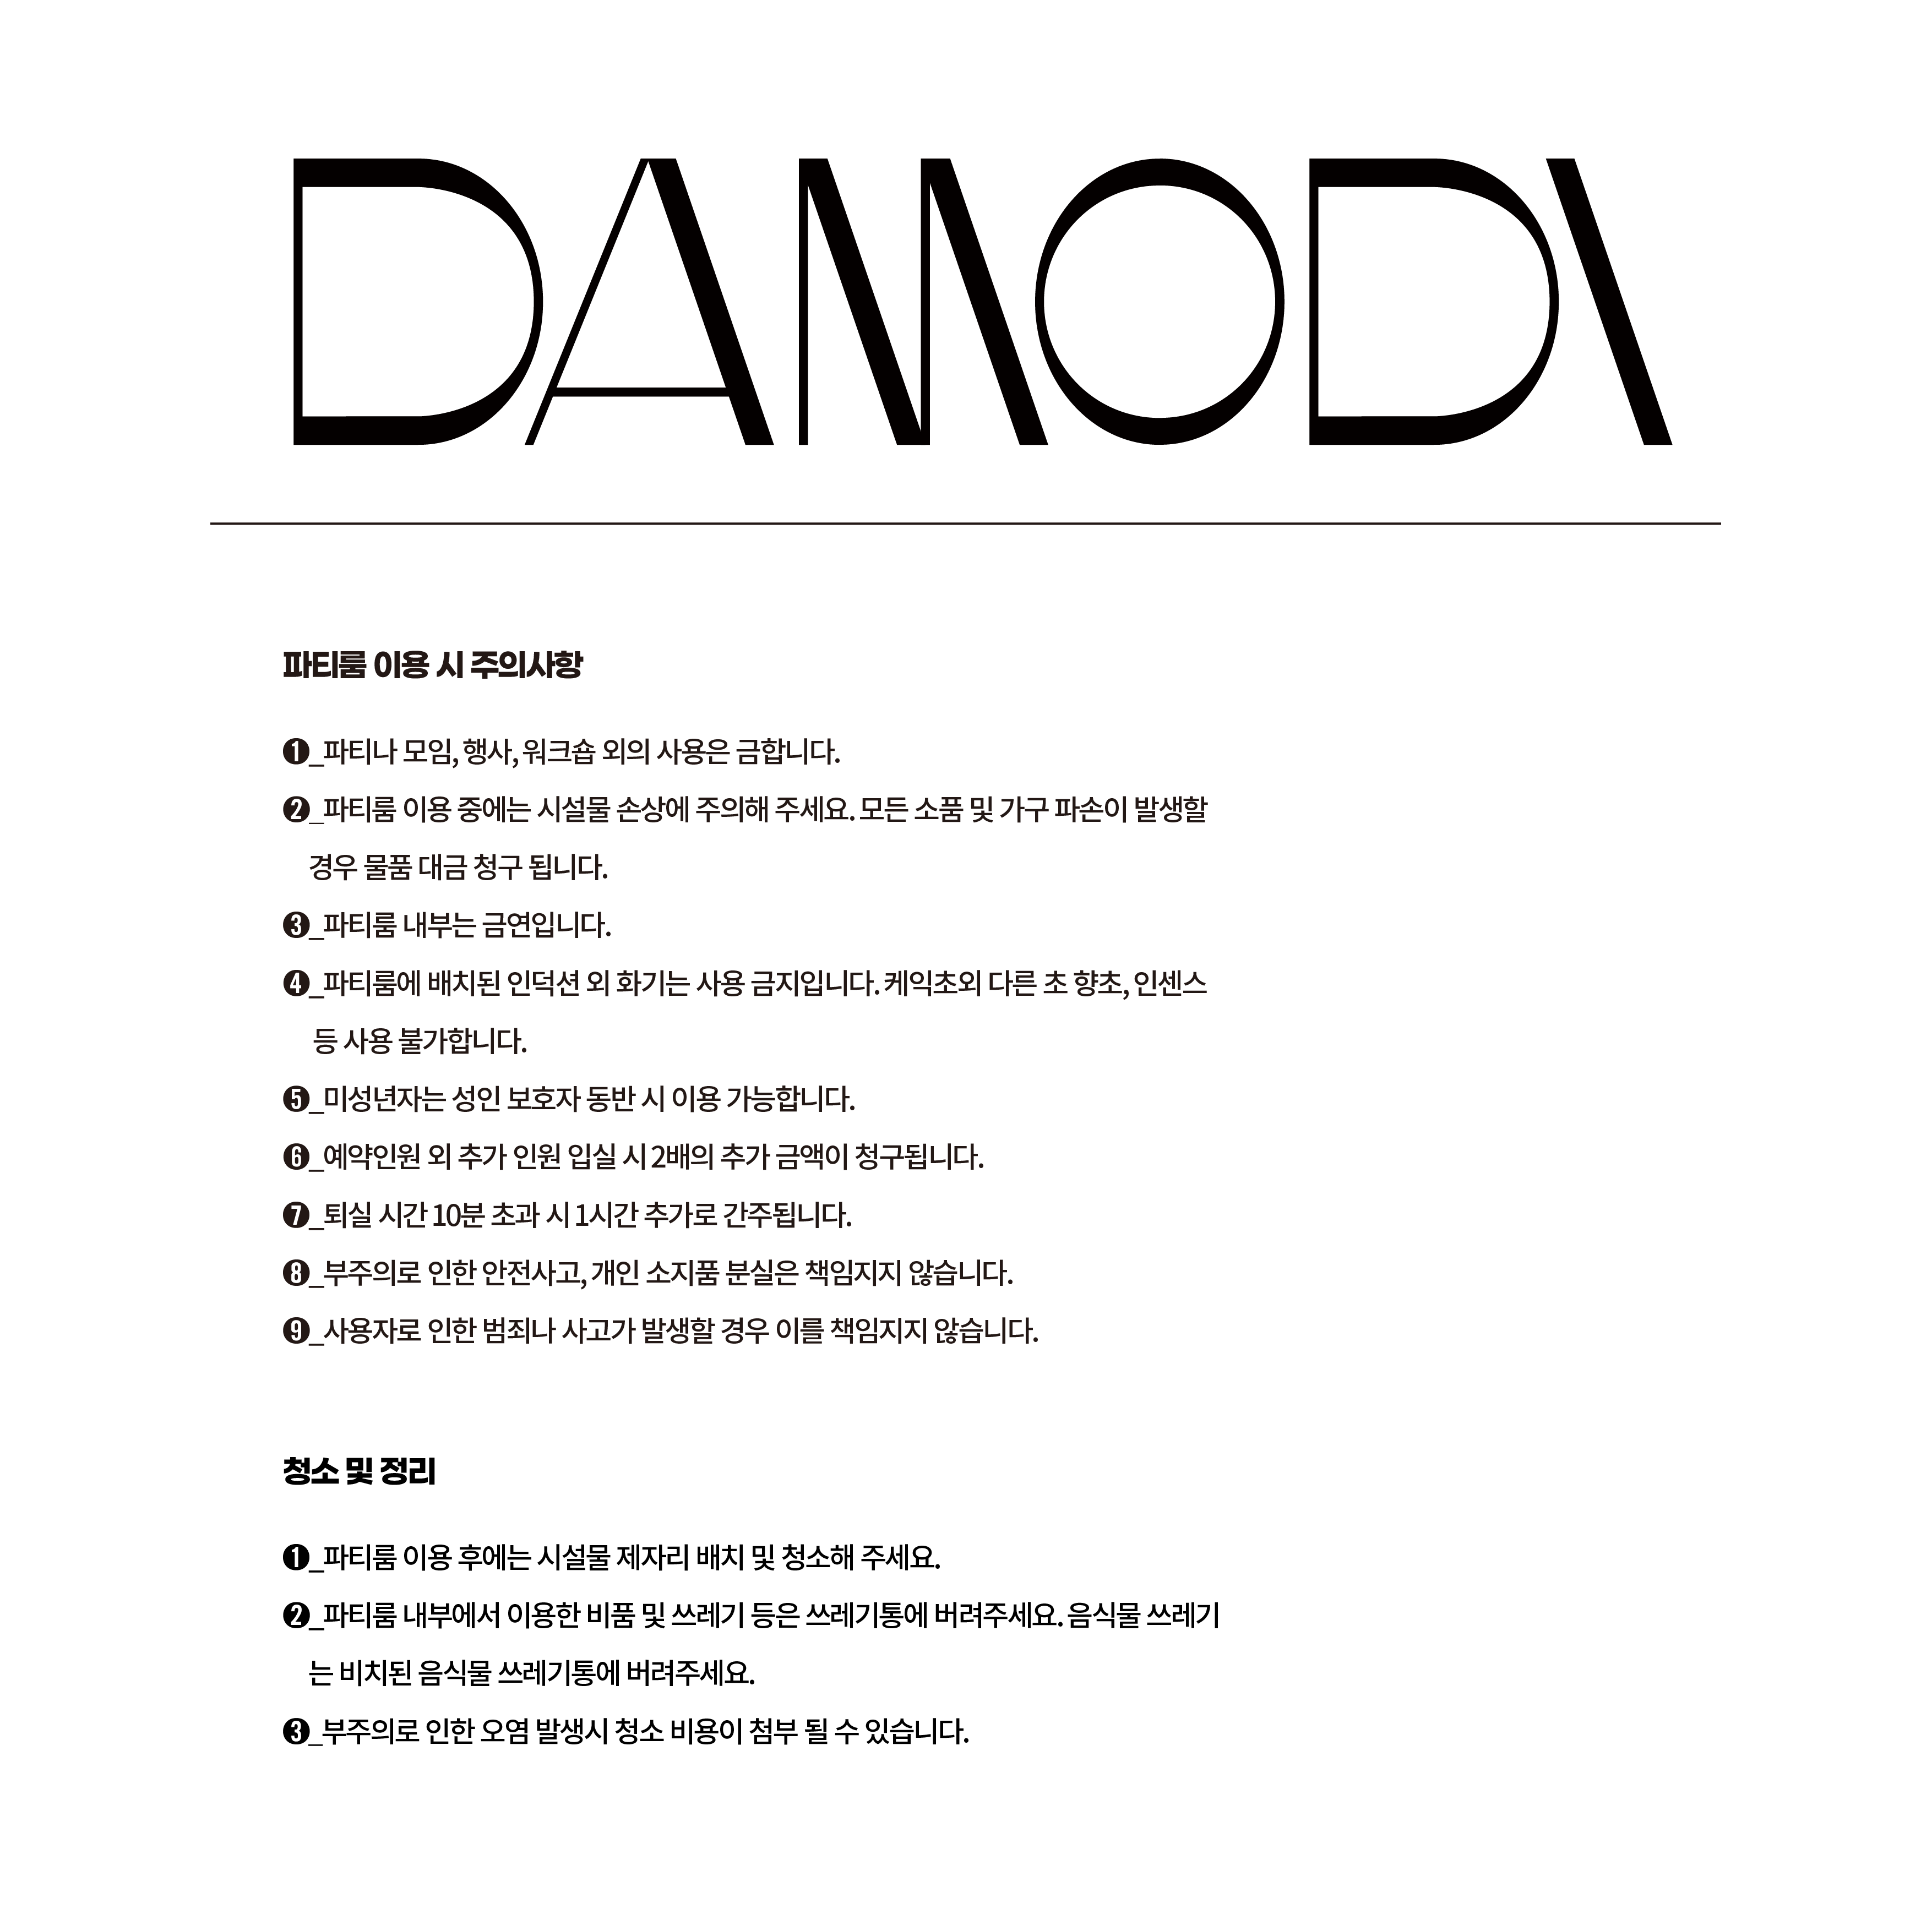 DAMODA
파티룸 이용 시 주의사항
❶_파티나 모임, 행사, 워크숍 외의 사용은 금합니다.
❷_파티룸 이용 중에는 시설물 손상에 주의해 주세요. 모든 소품 및 가구 파손이 발생할
경우 물품 대금 청구 됩니다.
❸_파티룸 내부는 금연입니다.
❹_파티룸에 배치된 인덕션 외 화기는 사용 금지입니다. 케익초외 다른 초 향초, 인센스
등 사용 불가합니다.
❺_미성년자는 성인 보호자 동반 시 이용 가능합니다.
❻_예약인원 외 추가 인원 입실 시 2배의 추가 금액이 청구됩니다.
❼_퇴실 시간 10분 초과 시 1시간 추가로 간주됩니다.
❽_부주의로 인한 안전사고, 개인 소지품 분실은 책임지지 않습니다.
❾_사용자로 인한 범죄나 사고가 발생할 경우 이를 책임지지 않습니다.
청소 및 정리
❶_파티룸 이용 후에는 시설물 제자리 배치 및 청소해 주세요.
❷_파티룸 내부에서 이용한 비품 및 쓰레기 등은 쓰레기통에 버려주세요. 음식물 쓰레기
는 비치된 음식물 쓰레기통에 버려주세요.
❸_부주의로 인한 오염 발생시 청소 비용이 첨부 될 수 있습니다.